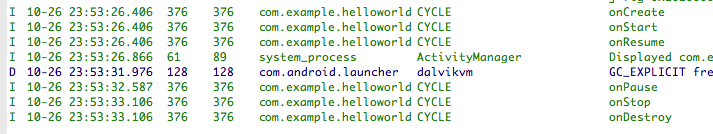 I 10-26 23:53:26.406 376 376 com.example.helloworld CYCLE onCreate
I 10-26 23:53:26.406 376 376 com.example.helloworld CYCLE onStart
I 10-26 23:53:26.406 376 376 com.example.helloworld CYCLE onResume
I 10-26 23:53:26.866 61 89 system_process ActivityManager Displayed com.e
D 10-26 23:53:31.976 128 128 com.android.launcher dalvikvm GC_EXPLICIT fre
I 10-26 23:53:32.587 376 376 com.example.helloworld CYCLE onPause
I 10-26 23:53:33.106 376 376 com.example.helloworld CYCLE onStop
I 10-26 23:53:33.106 376 376 com.example.helloworld CYCLE onDestroy